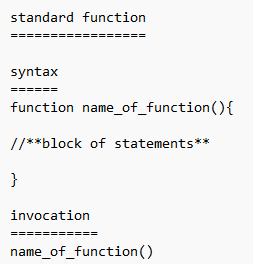 standard function
=================
syntax
======
function name_of_function(){
//**block of statements**
}
invocation
===========
name_of_function()